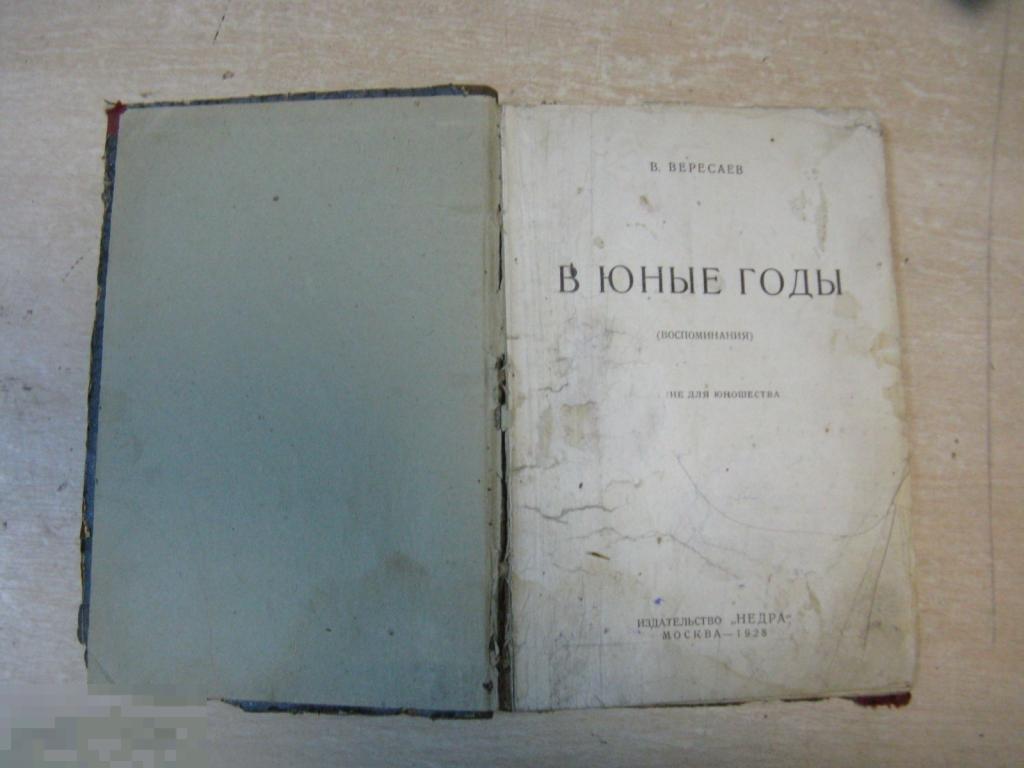 В. ВЕРЕСАЕВ
В ЮНЫЕ ГОДЫ
(ВОСПОМИНАНИЯ)
ДЛЯ ЮНОШЕСТВА
ИЗДАТЕЛЬСТВО „НЕДРА“
МОСКВА—1928